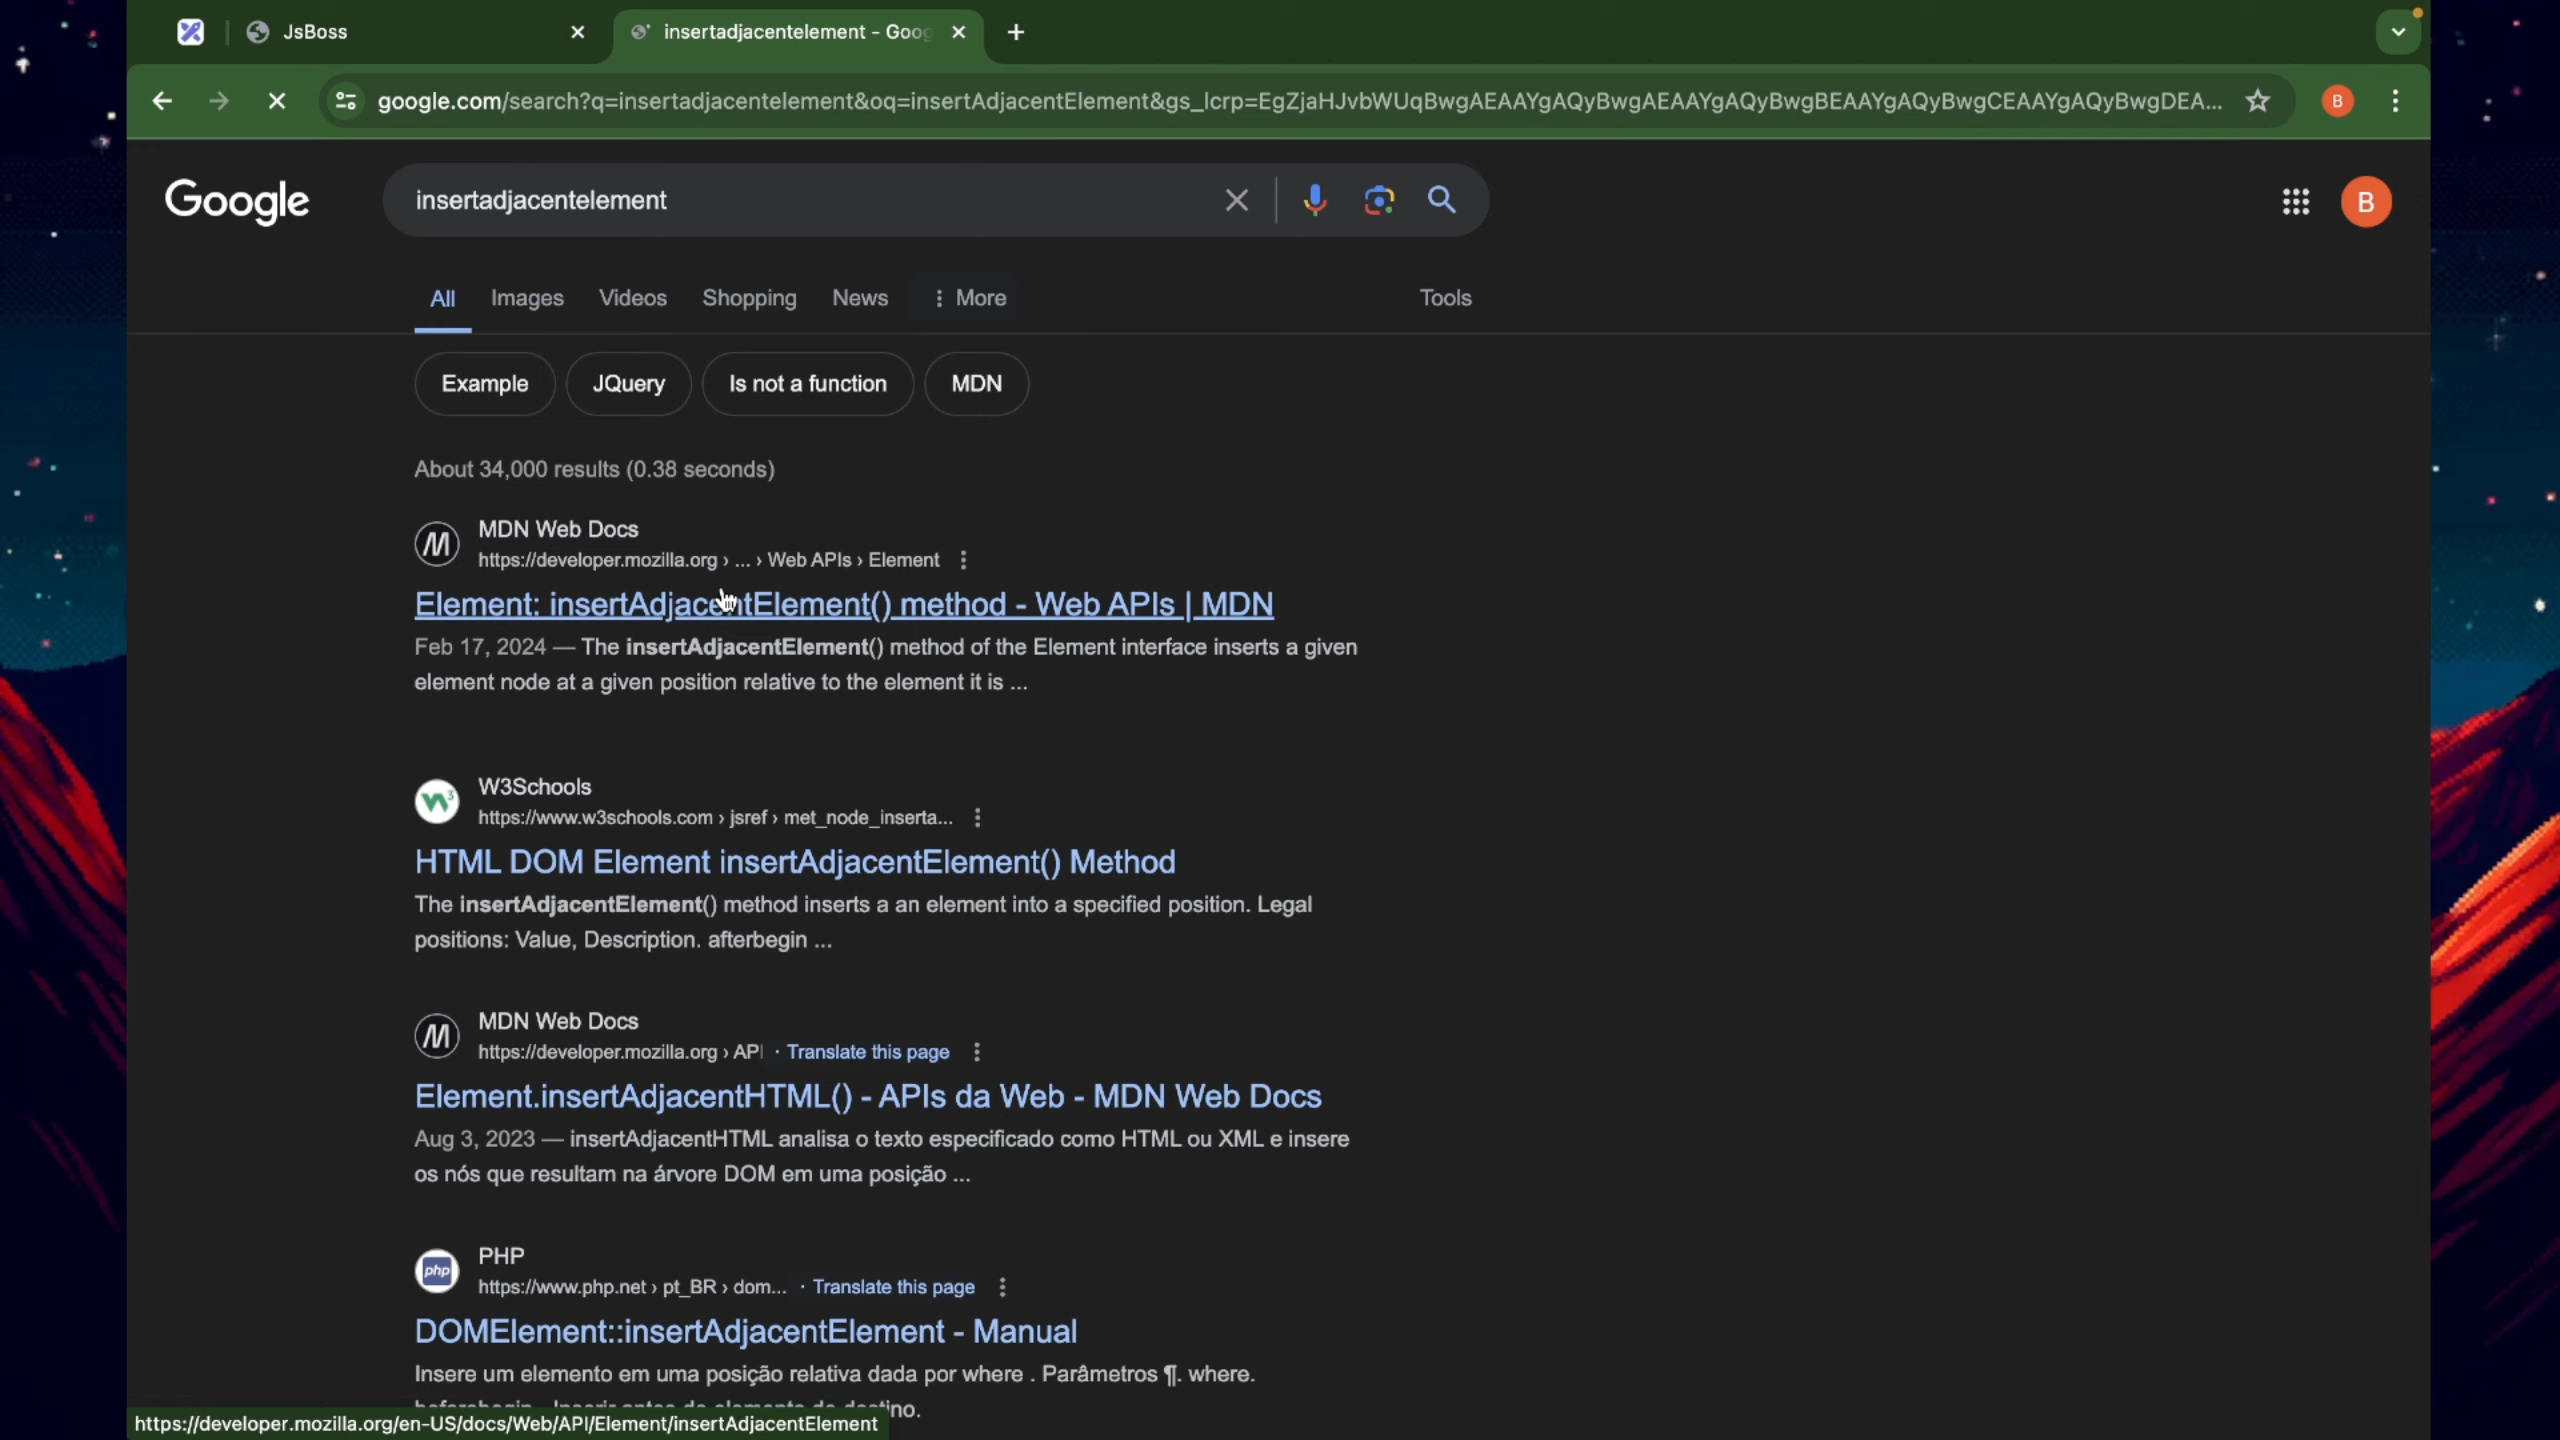 JsBoss
insertadjacentelement - Goog
google.com/search?q=insertadjacentelement&oq=insertAdjacentElement&gs_lcrp=EgZjaHJvbWUqBwgAEAAYgAQyBwgAEAAYgAQyBwgBEAAYgAQyBwgCEAAYgAQyBwgDEA...
B
Google
insertadjacentelement
B
All Images Videos Shopping News More Tools
Example JQuery Is not a function MDN
About 34,000 results (0.38 seconds)
MDN Web Docs
https://developer.mozilla.org › ... › Web APIs › Element
Element: insertAdjacentElement() method - Web APIs | MDN
Feb 17, 2024 — The insertAdjacentElement() method of the Element interface inserts a given
element node at a given position relative to the element it is ...
W3Schools
https://www.w3schools.com › jsref › met_node_inserta...
HTML DOM Element insertAdjacentElement() Method
The insertAdjacentElement() method inserts a an element into a specified position. Legal
positions: Value, Description. afterbegin ...
MDN Web Docs
https://developer.mozilla.org › API · Translate this page
Element.insertAdjacentHTML() - APIs da Web - MDN Web Docs
Aug 3, 2023 — insertAdjacentHTML analisa o texto especificado como HTML ou XML e insere
os nós que resultam na árvore DOM em uma posição ...
php
PHP
https://www.php.net › pt_BR › dom... · Translate this page
DOMElement::insertAdjacentElement - Manual
Insere um elemento em uma posição relativa dada por where . Parâmetros ¶. where.
https://developer.mozilla.org/en-US/docs/Web/API/Element/insertAdjacentElement